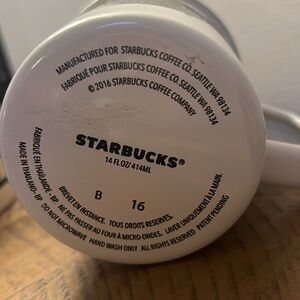 MANUFACTURED FOR STARBUCKS COFFEE CO. SEATTLE WA 98134
FABRIQUÉ POUR STARBUCKS COFFEE CO. SEATTLE WA 98134
© 2016 STARBUCKS COFFEE COMPANY
STARBUCKS®
14 FL OZ/ 414ML
B 16
BREVET EN INSTANCE. TOUS DROITS RESERVES.
FABRIQUÉ EN THAÏLANDE - BP NE PAS PASSER AU FOUR À MICRO-ONDES. LAVER UNIQUEMENT À LA MAIN.
MADE IN THAILAND - BP DO NOT MICROWAVE HAND WASH ONLY ALL RIGHTS RESERVED PATENT PENDING